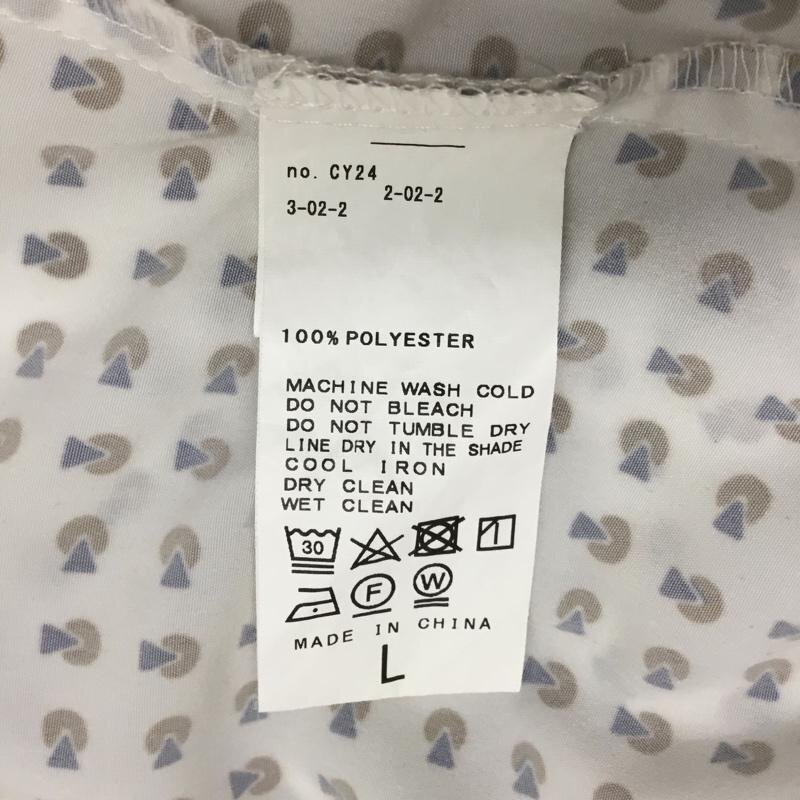 no. CY24
2-02-2
3-02-2
100% POLYESTER
MACHINE WASH COLD
DO NOT BLEACH
DO NOT TUMBLE DRY
LINE DRY IN THE SHADE
COOL IRON
DRY CLEAN
WET CLEAN
30
F W
MADE IN CHINA
L